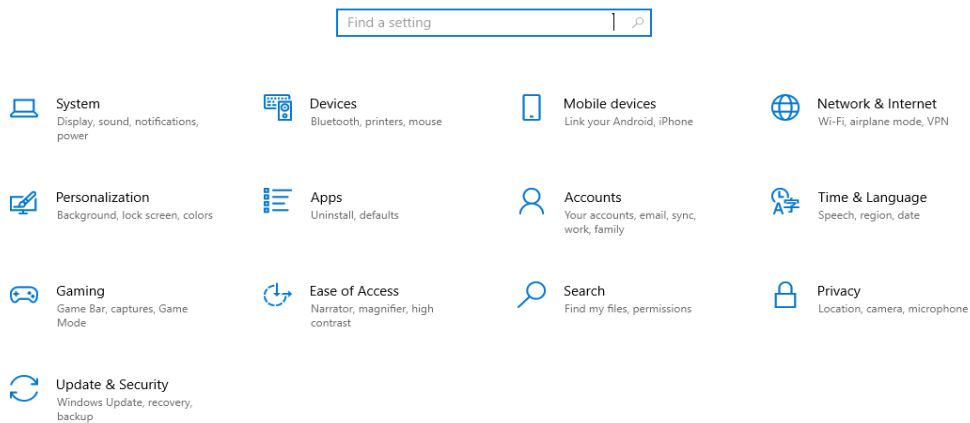 Find a setting
System
Display, sound, notifications,
power
Devices
Bluetooth, printers, mouse
Mobile devices
Link your Android, iPhone
Network & Internet
Wi-Fi, airplane mode, VPN
Personalization
Background, lock screen, colors
Apps
Uninstall, defaults
Accounts
Your accounts, email, sync,
work, family
Time & Language
Speech, region, date
Gaming
Game Bar, captures, Game
Mode
Ease of Access
Narrator, magnifier, high
contrast
Search
Find my files, permissions
Privacy
Location, camera, microphone
Update & Security
Windows Update, recovery,
backup